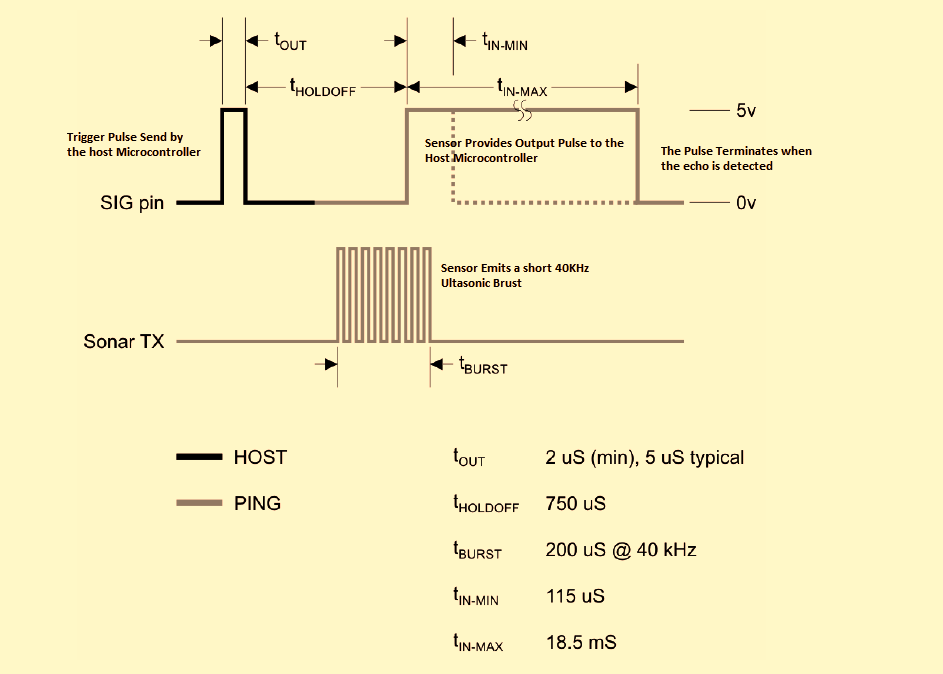 tOUT
tIN-MIN
tHOLDOFF
tIN-MAX
5v
Trigger Pulse Send by
the host Microcontroller
Sensor Provides Output Pulse to the
Host Microcontroller
The Pulse Terminates when
the echo is detected
SIG pin
0v
Sensor Emits a short 40KHz
Ultasonic Brust
Sonar TX
tBURST
HOST
tOUT 2 uS (min), 5 uS typical
PING
tHOLDOFF 750 uS
tBURST 200 uS @ 40 kHz
tIN-MIN 115 uS
tIN-MAX 18.5 mS